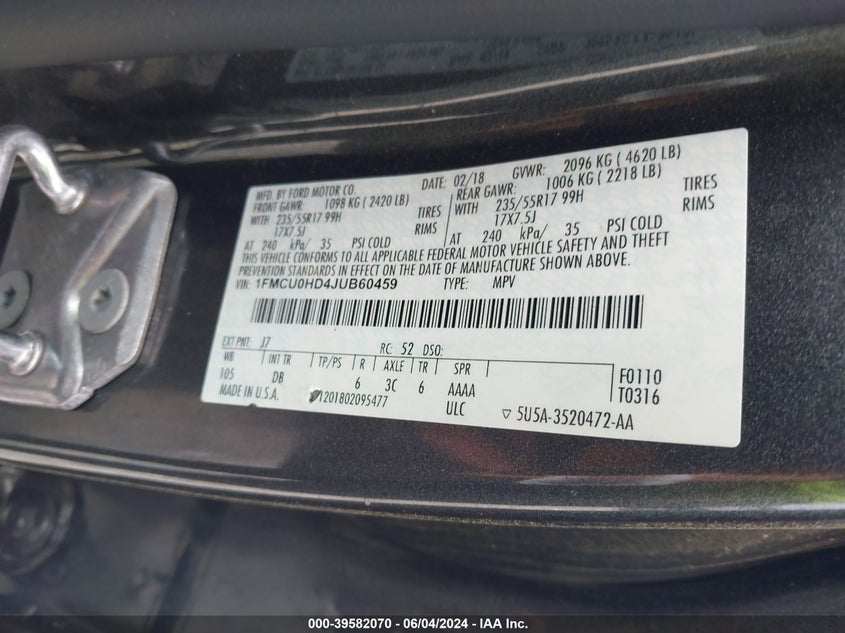 MFD. BY FORD MOTOR CO.
DATE: 02/18 GVWR: 2096 KG ( 4620 LB)
FRONT GAWR: 1098 KG ( 2420 LB) REAR GAWR: 1006 KG ( 2218 LB)
WITH 235/55R17 99H TIRES WITH 235/55R17 99H TIRES
17X7.5J RIMS 17X7.5J RIMS
AT 240 kPa/ 35 PSI COLD AT 240 kPa/ 35 PSI COLD
THIS VEHICLE CONFORMS TO ALL APPLICABLE FEDERAL MOTOR VEHICLE SAFETY AND THEFT
PREVENTION STANDARDS IN EFFECT ON THE DATE OF MANUFACTURE SHOWN ABOVE.
VIN: 1FMCU0HD4JUB60459 TYPE: MPV
EXT PNT: J7 RC: 52 DSO:
WB INT TR TP/PS R AXLE TR SPR
105 DB 6 3C 6 AAAA
F0110
T0316
MADE IN U.S.A. 1201802095477 ULC ▽ 5U5A-3520472-AA
000-39582070 - 06/04/2024 - IAA Inc.